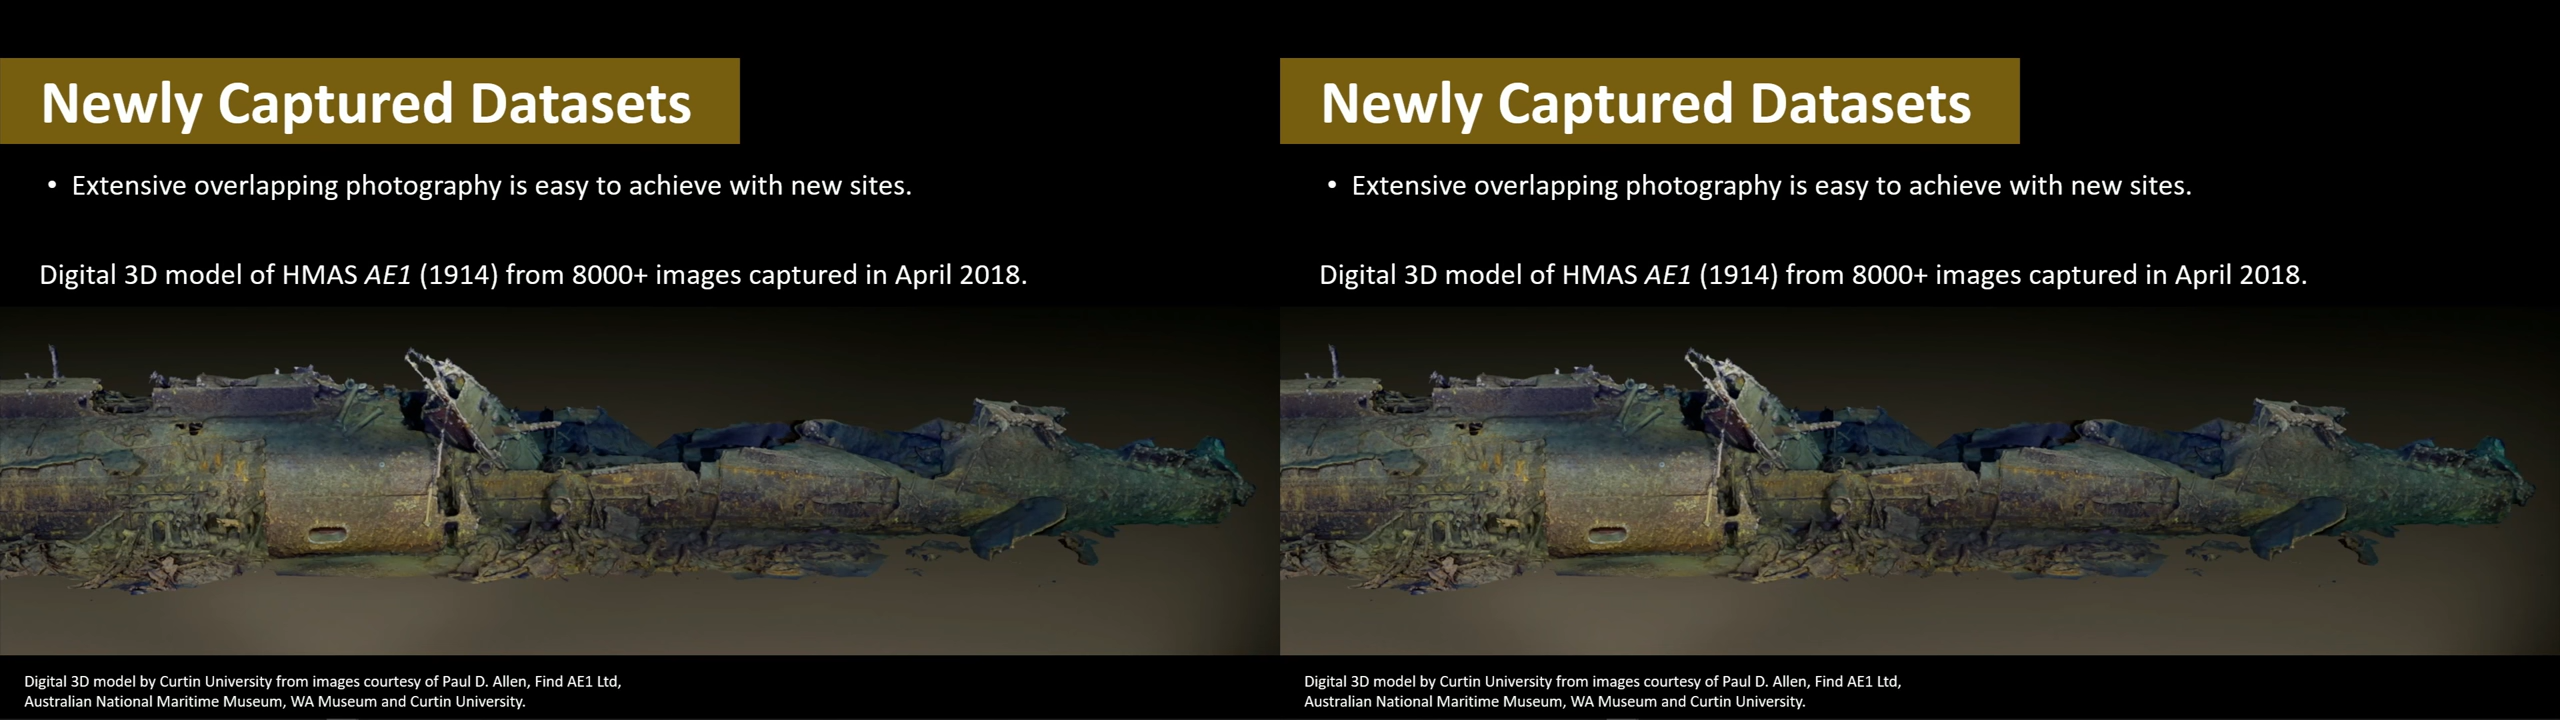 Newly Captured Datasets
• Extensive overlapping photography is easy to achieve with new sites.
Digital 3D model of HMAS AE1 (1914) from 8000+ images captured in April 2018.
Digital 3D model by Curtin University from images courtesy of Paul D. Allen, Find AE1 Ltd,
Australian National Maritime Museum, WA Museum and Curtin University.
Newly Captured Datasets
• Extensive overlapping photography is easy to achieve with new sites.
Digital 3D model of HMAS AE1 (1914) from 8000+ images captured in April 2018.
Digital 3D model by Curtin University from images courtesy of Paul D. Allen, Find AE1 Ltd,
Australian National Maritime Museum, WA Museum and Curtin University.